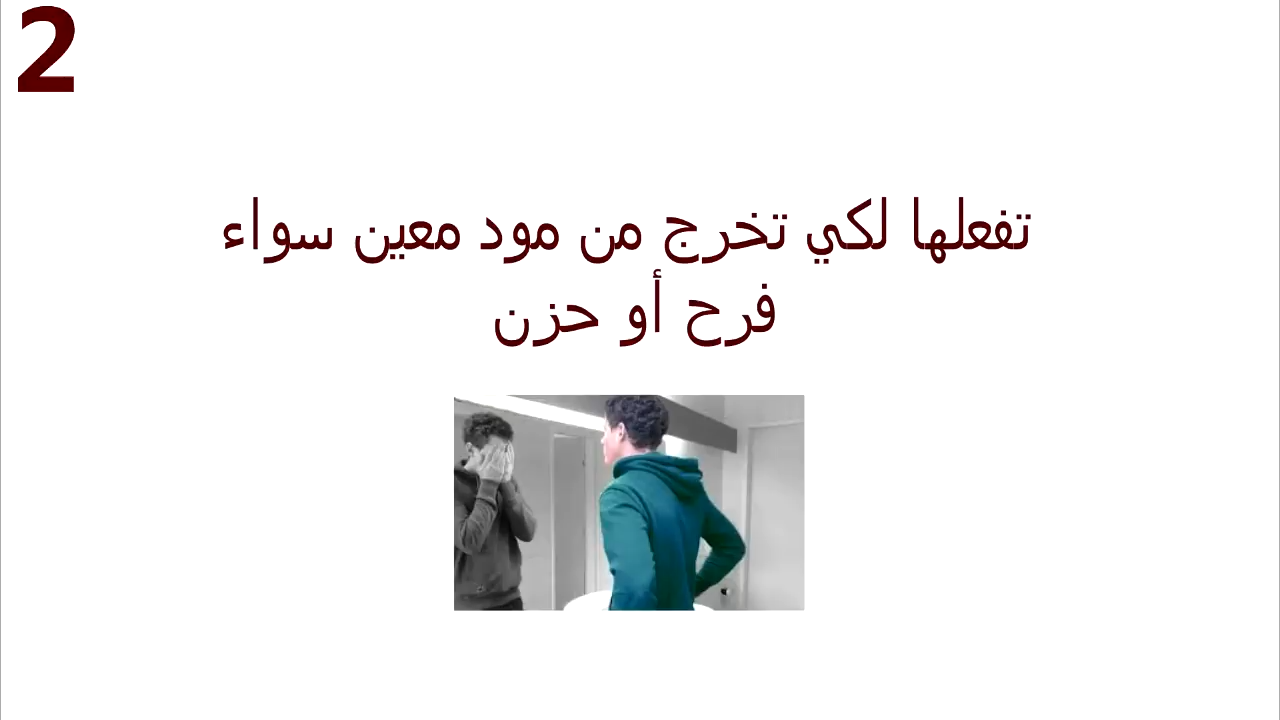 2
تفعلها لكي تخرج من مود معين سواء
فرح أو حزن